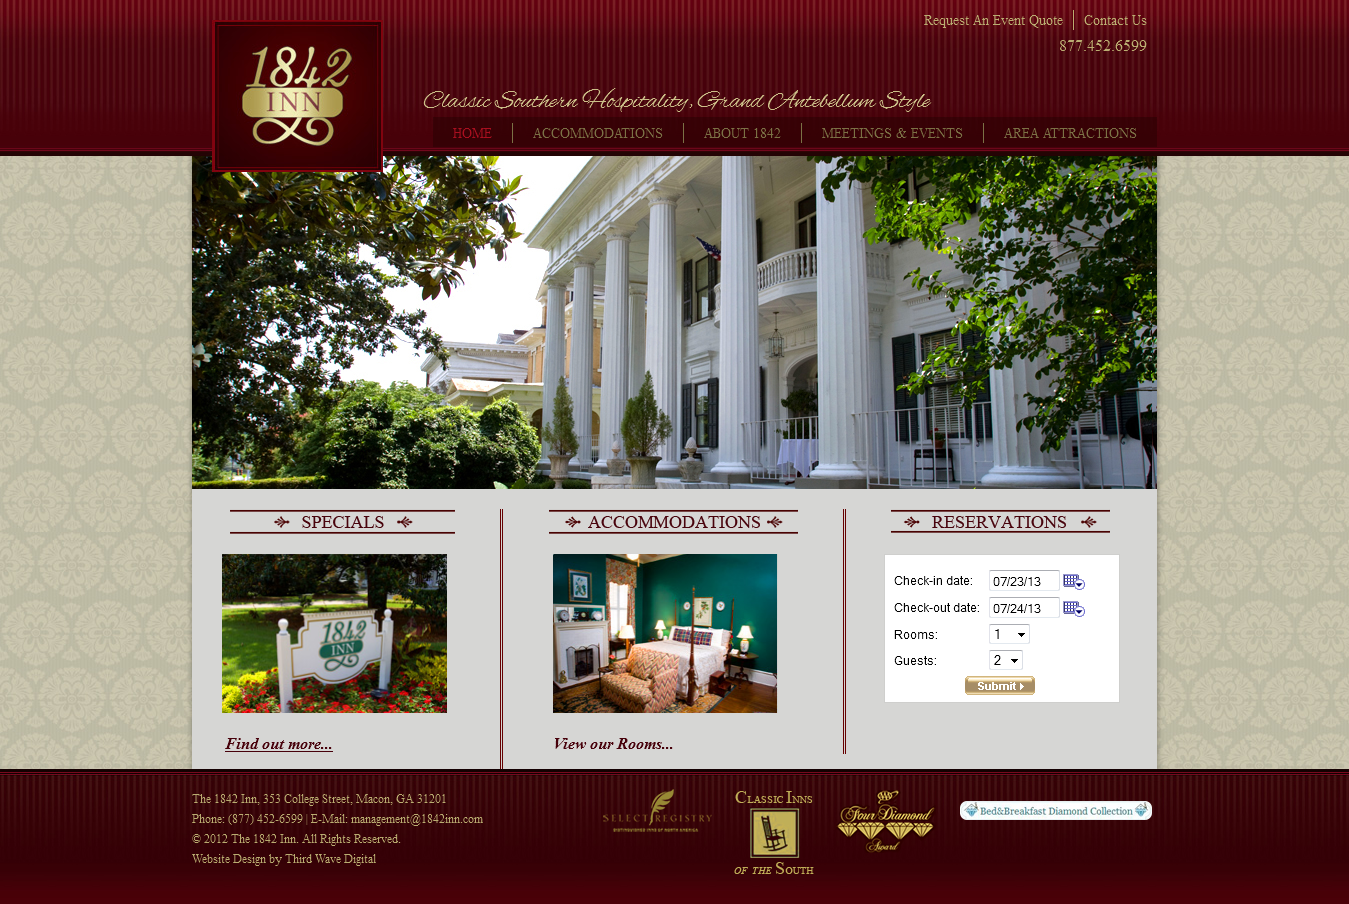 Request An Event Quote
Contact Us
877.452.6599
1842
INN
Classic Southern Hospitality, Grand Antebellum Style
HOME
ACCOMMODATIONS
ABOUT 1842
MEETINGS & EVENTS
AREA ATTRACTIONS
SPECIALS
ACCOMMODATIONS
RESERVATIONS
1842
INN
Check-in date: 07/23/13
Check-out date: 07/24/13
Rooms: 1
Guests: 2
Submit
Find out more...
View our Rooms...
The 1842 Inn, 353 College Street, Macon, GA 31201
Phone: (877) 452-6599 | E-Mail: management@1842inn.com
© 2012 The 1842 Inn. All Rights Reserved.
Website Design by Third Wave Digital
SELECT REGISTRY
DISTINGUISHED INNS OF NORTH AMERICA
CLASSIC INNS
OF THE SOUTH
Four Diamond
Award
Bed&Breakfast Diamond Collection